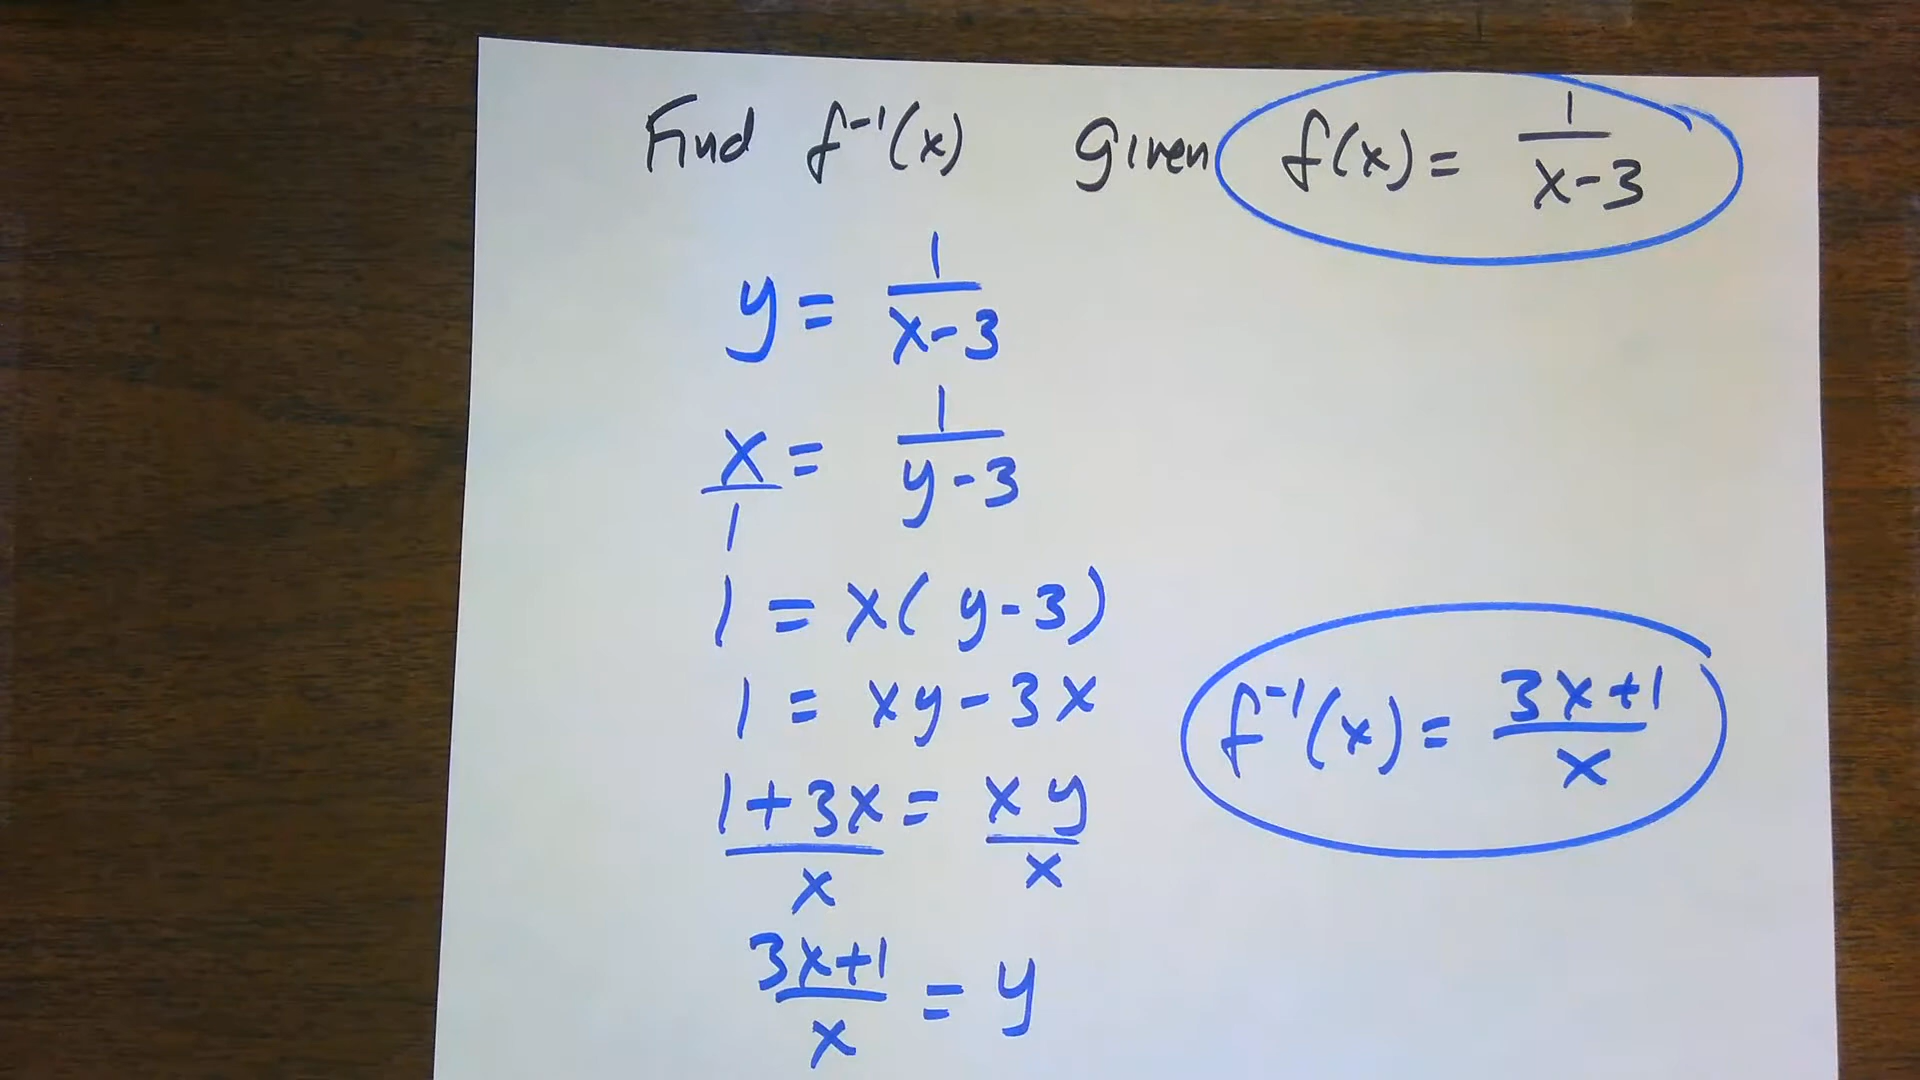 Find f⁻¹(x) Given f(x) = 1/(x-3)
y = 1/(x-3)
x/1 = 1/(y-3)
1 = x(y-3)
1 = xy-3x
(1+3x)/x = xy/x
f⁻¹(x) = (3x+1)/x
(3x+1)/x = y